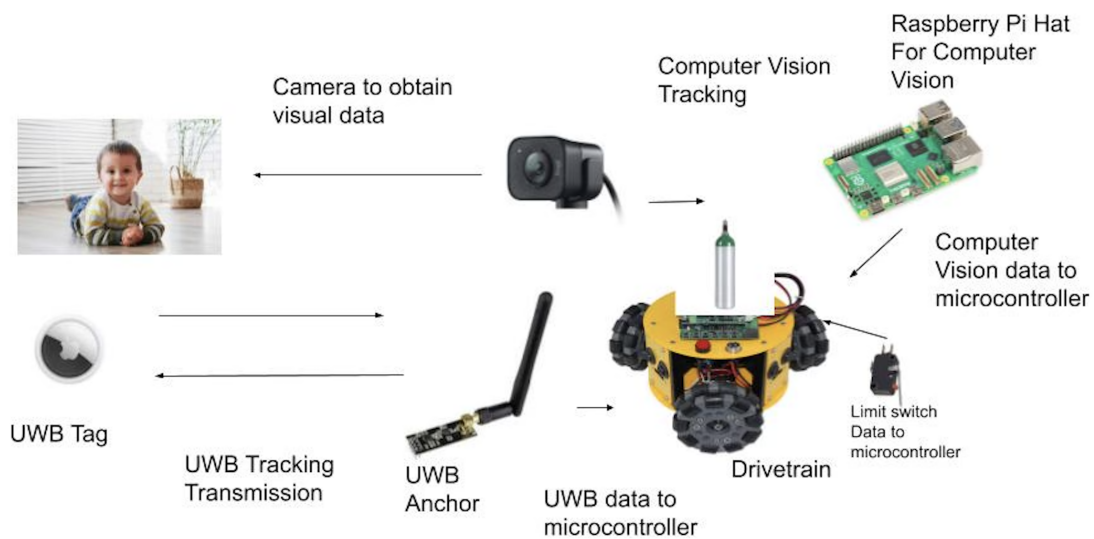 Raspberry Pi Hat
For Computer
Vision
Camera to obtain
visual data
Computer Vision
Tracking
Computer
Vision data to
microcontroller
Limit switch
Data to
microcontroller
UWB Tag
UWB Tracking
Transmission
UWB
Anchor
UWB data to
microcontroller
Drivetrain